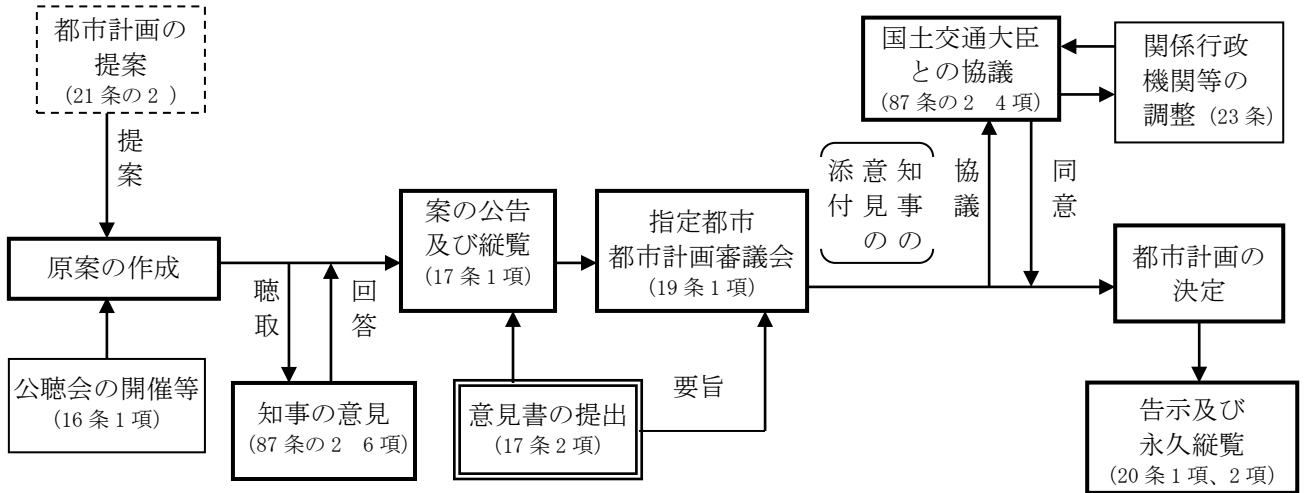 都市計画の
提案
(21条の2 )
提
案
原案の作成
公聴会の開催等
(16条1項)
聴
取
回
答
知事の意見
(87条の2 6項)
案の公告
及び縦覧
(17条1項)
意見書の提出
(17条2項)
要旨
指定都市
都市計画審議会
(19条1項)
知事の
意見の
添付
協
議
同
意
国土交通大臣
との協議
(87条の2 4項)
関係行政
機関等の
調整 (23条)
都市計画の
決定
告示及び
永久縦覧
(20条1項、2項)